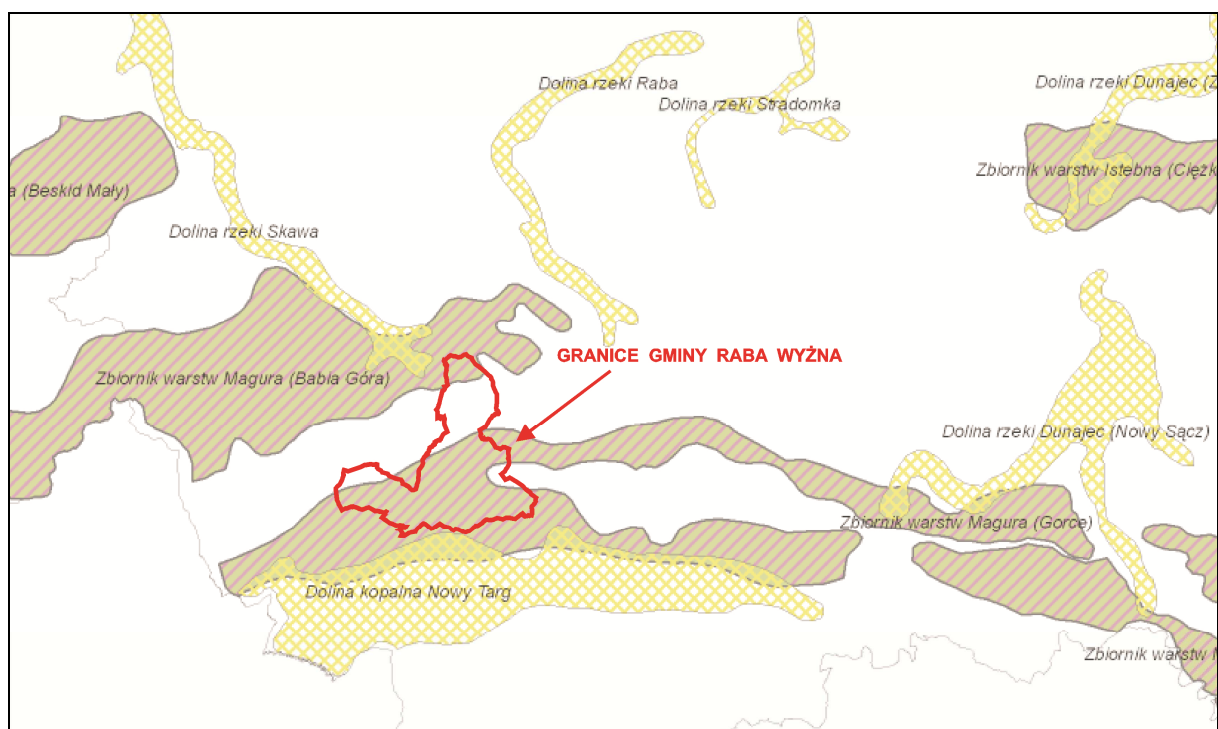 Dolina rzeki Raba
Dolina rzeki Dunajec (Z
Dolina rzeki Stradomka
Zbiornik warstw Istebna (Ciężk
a (Beskid Mały)
Dolina rzeki Skawa
GRANICE GMINY RABA WYŻNA
Zbiornik warstw Magura (Babia Góra)
Dolina rzeki Dunajec (Nowy Sącz)
Zbiornik warstw Magura (Gorce)
Dolina kopalna Nowy Targ
Zbiornik warstw M